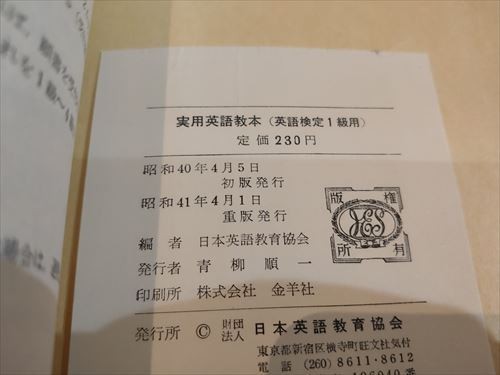 実用英語教本(英語検定1級用)
定価230円
昭和40年4月5日
初版発行
昭和41年4月1日
重版発行
版権
所有
編者 日本英語教育協会
発行者 青柳順一
印刷所 株式会社 金羊社
発行所 © 財団法人 日本英語教育協会
東京都新宿区横寺町旺文社気付
電話 (260) 8611・8612